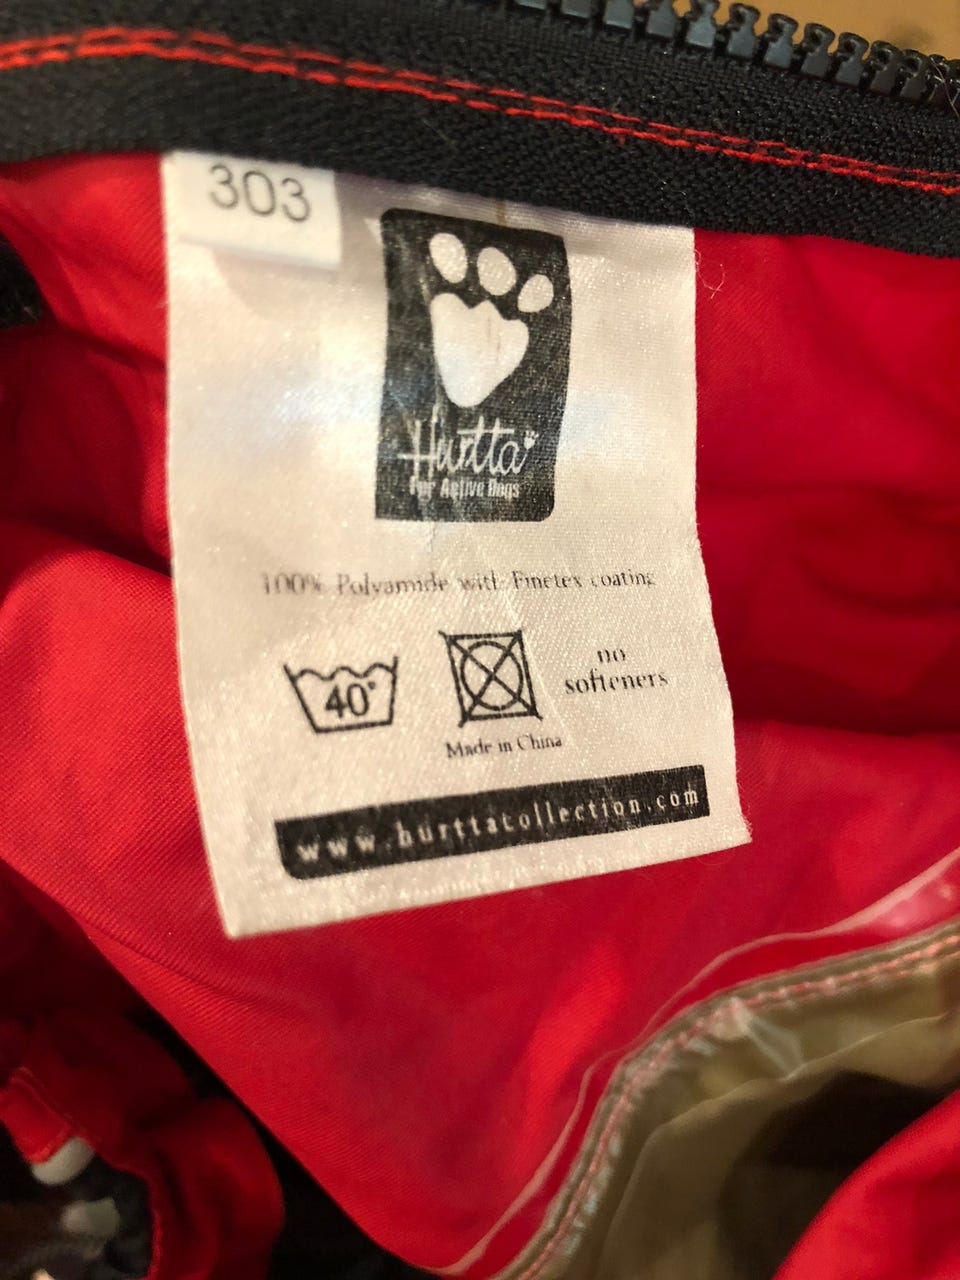 303
Hurtta
For Active Dogs
100% Polyamide with Finetex coating
40°
no
softeners
Made in China
www.hurttacollection.com